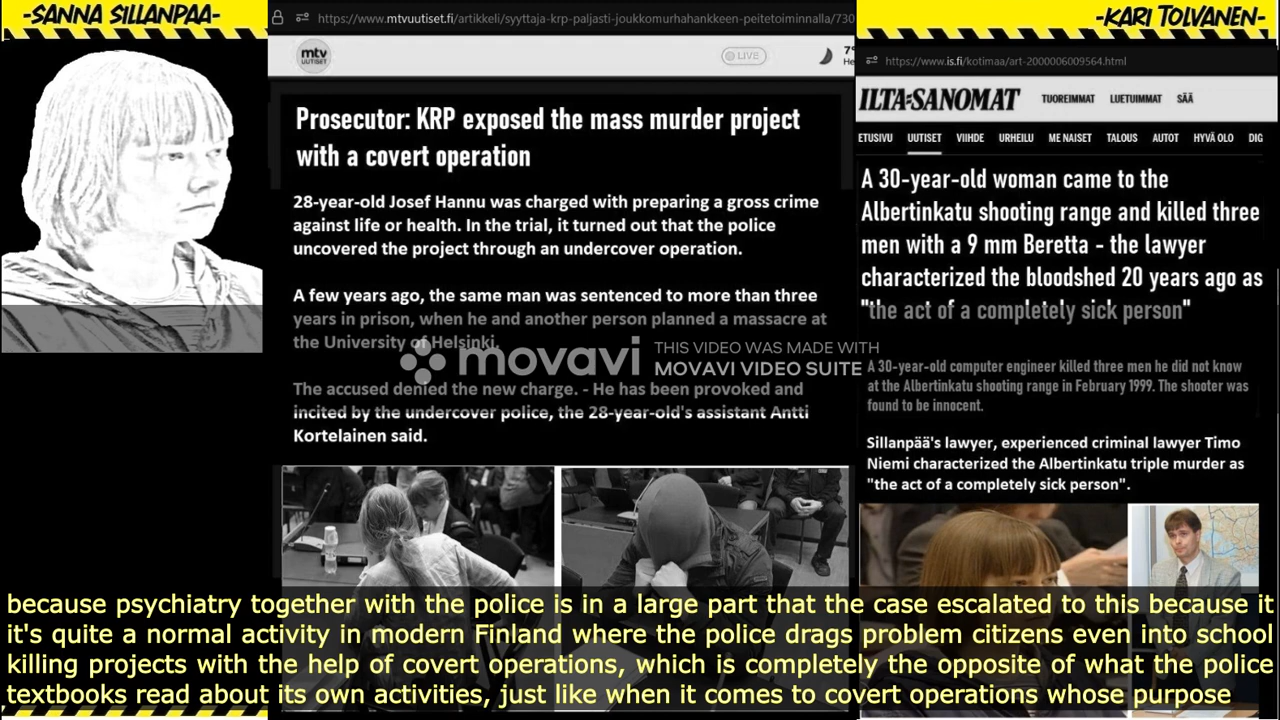 -SANNA SILLANPAA-
https://www.mtvuutiset.fi/artikkeli/syyttaja-krp-paljasti-joukkomurhahankkeen-peitetoiminnalla/730
-KARI TOLVANEN-
mtv
UUTISET
LIVE
7°
He
https://www.is.fi/kotimaa/art-2000006009564.html
ILTA-SANOMAT
TUOREIMMAT LUETUIMMAT SÄÄ
ETUSIVU UUTISET VIIHDE URHEILU ME NAISET TALOUS AUTOT HYVÄ OLO DIG
Prosecutor: KRP exposed the mass murder project
with a covert operation
28-year-old Josef Hannu was charged with preparing a gross crime
against life or health. In the trial, it turned out that the police
uncovered the project through an undercover operation.
A few years ago, the same man was sentenced to more than three
years in prison, when he and another person planned a massacre at
the University of Helsinki.
The accused denied the new charge. - He has been provoked and
incited by the undercover police, the 28-year-old's assistant Antti
Kortelainen said.
A 30-year-old woman came to the
Albertinkatu shooting range and killed three
men with a 9 mm Beretta - the lawyer
characterized the bloodshed 20 years ago as
"the act of a completely sick person"
A 30-year-old computer engineer killed three men he did not know
at the Albertinkatu shooting range in February 1999. The shooter was
found to be innocent.
Sillanpää's lawyer, experienced criminal lawyer Timo
Niemi characterized the Albertinkatu triple murder as
"the act of a completely sick person".
movavi
THIS VIDEO WAS MADE WITH
MOVAVI VIDEO SUITE
because psychiatry together with the police is in a large part that the case escalated to this because it
it's quite a normal activity in modern Finland where the police drags problem citizens even into school
killing projects with the help of covert operations, which is completely the opposite of what the police
textbooks read about its own activities, just like when it comes to covert operations whose purpose